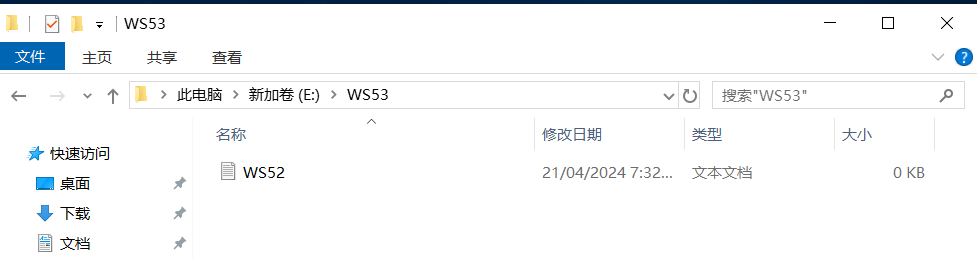 WS53
文件 主页 共享 查看
此电脑 新加卷 (E:) WS53 搜索"WS53"
名称 修改日期 类型 大小
快速访问
WS52 21/04/2024 7:32... 文本文档 0 KB
桌面
下载
文档